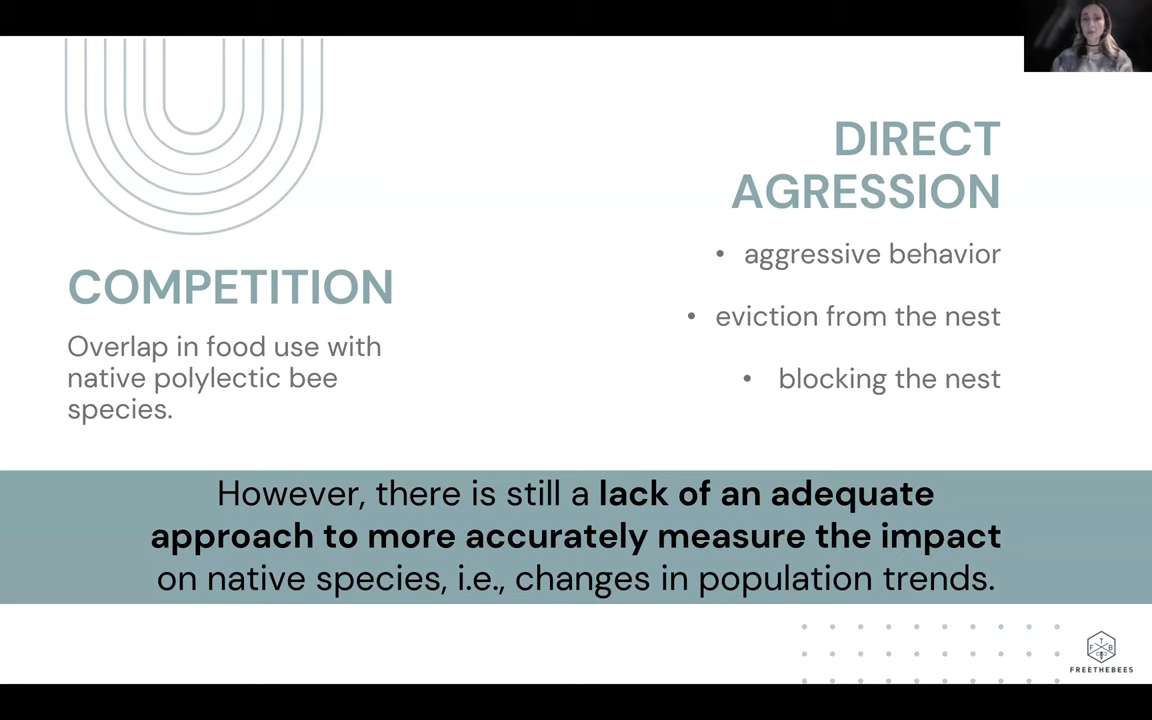 COMPETITION
Overlap in food use with
native polylectic bee
species.
DIRECT
AGRESSION
• aggressive behavior
• eviction from the nest
• blocking the nest
However, there is still a lack of an adequate
approach to more accurately measure the impact
on native species, i.e., changes in population trends.
T
F B
FREETHEBEES